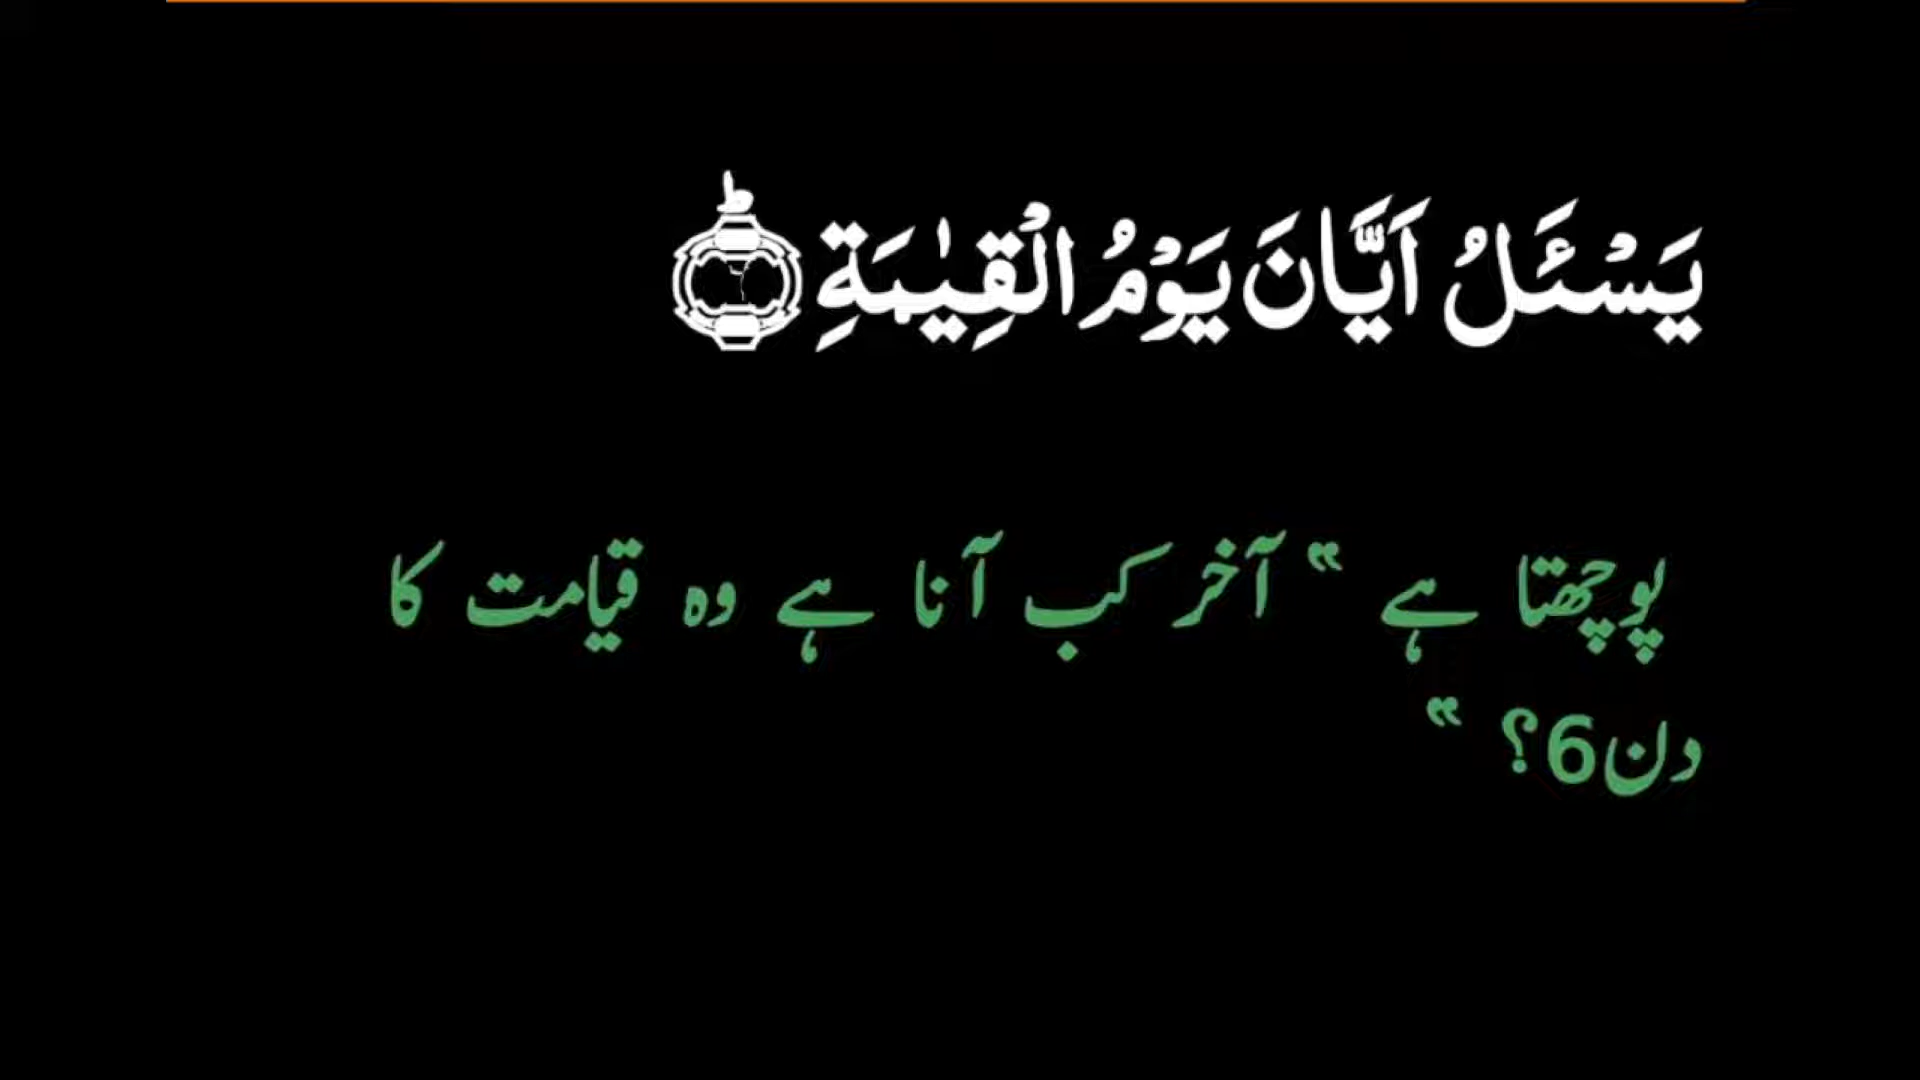 يَسْـَٔلُ اَيَّانَ يَوْمُ الْقِيٰمَةِؕ
پوچھتا ہے ” آخر کب آنا ہے وہ قیامت کا
دن6؟ ”